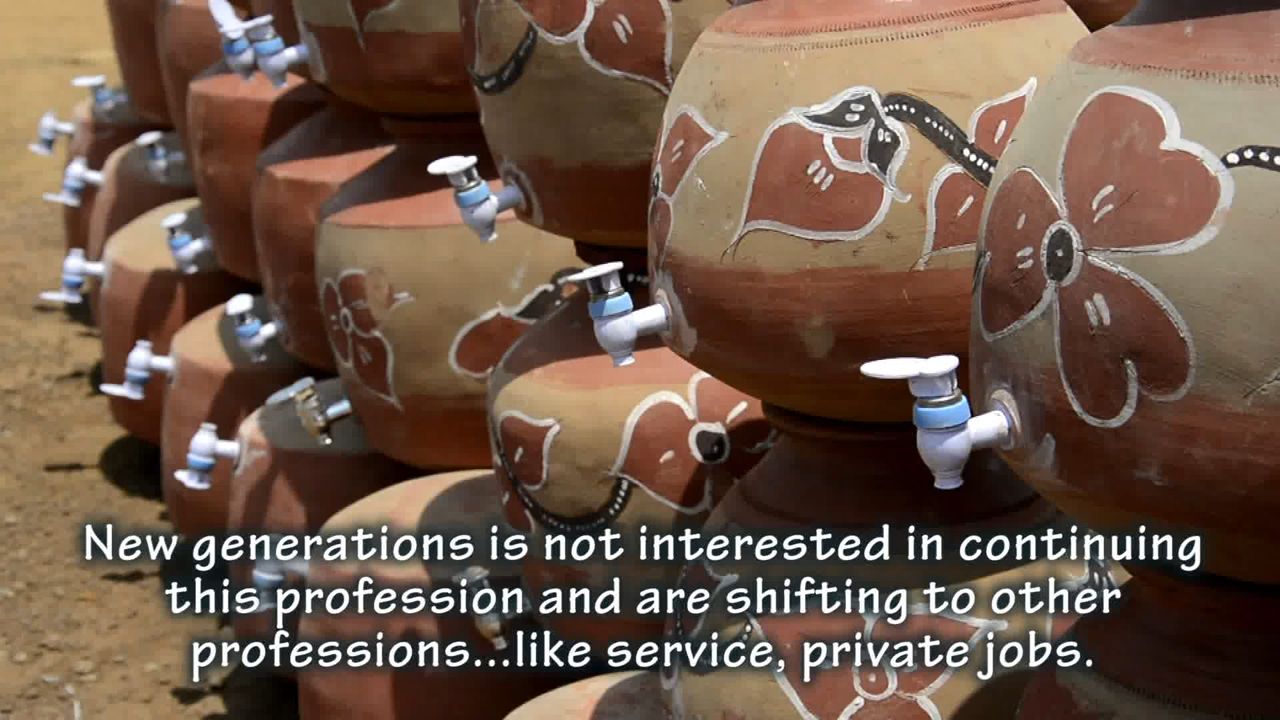 New generations is not interested in continuing
this profession and are shifting to other
professions...like service, private jobs.